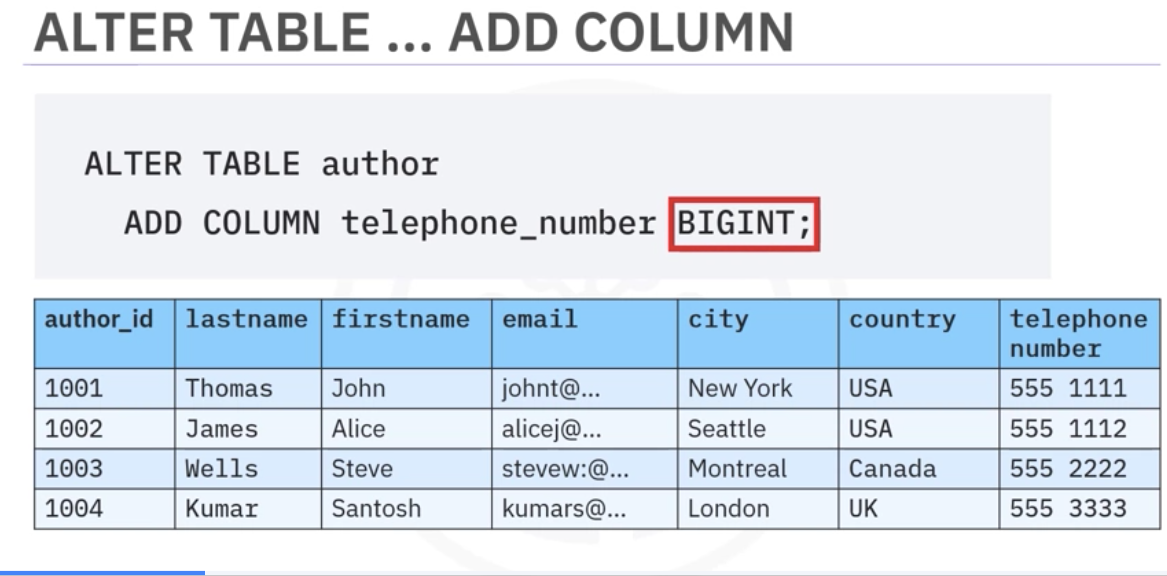 ALTER TABLE ... ADD COLUMN
ALTER TABLE author
ADD COLUMN telephone_number BIGINT;
author_id lastname firstname email city country telephone
number
1001 Thomas John johnt@... New York USA 555 1111
1002 James Alice alicej@... Seattle USA 555 1112
1003 Wells Steve stevew:@... Montreal Canada 555 2222
1004 Kumar Santosh kumars@... London UK 555 3333